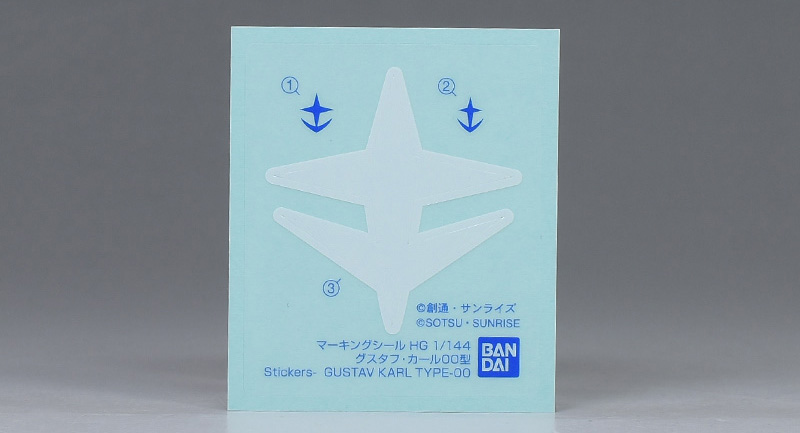 ① ②
③
©創通・サンライズ
©SOTSU・SUNRISE
マーキングシール HG 1/144
グスタフ・カール00型
Stickers- GUSTAV KARL TYPE-00
BAN
DAI